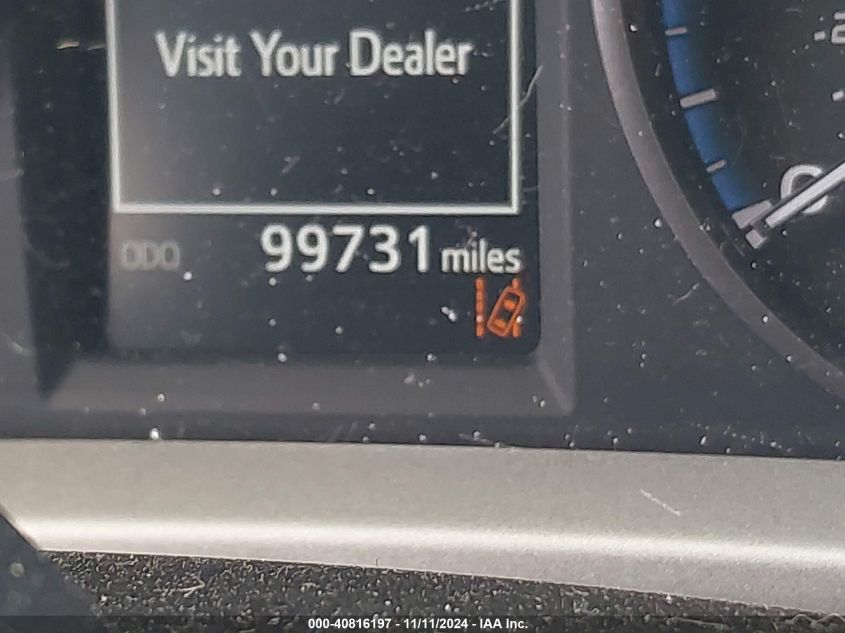 Visit Your Dealer
ODO 99731 miles
000-40816197 - 11/11/2024 - IAA Inc.